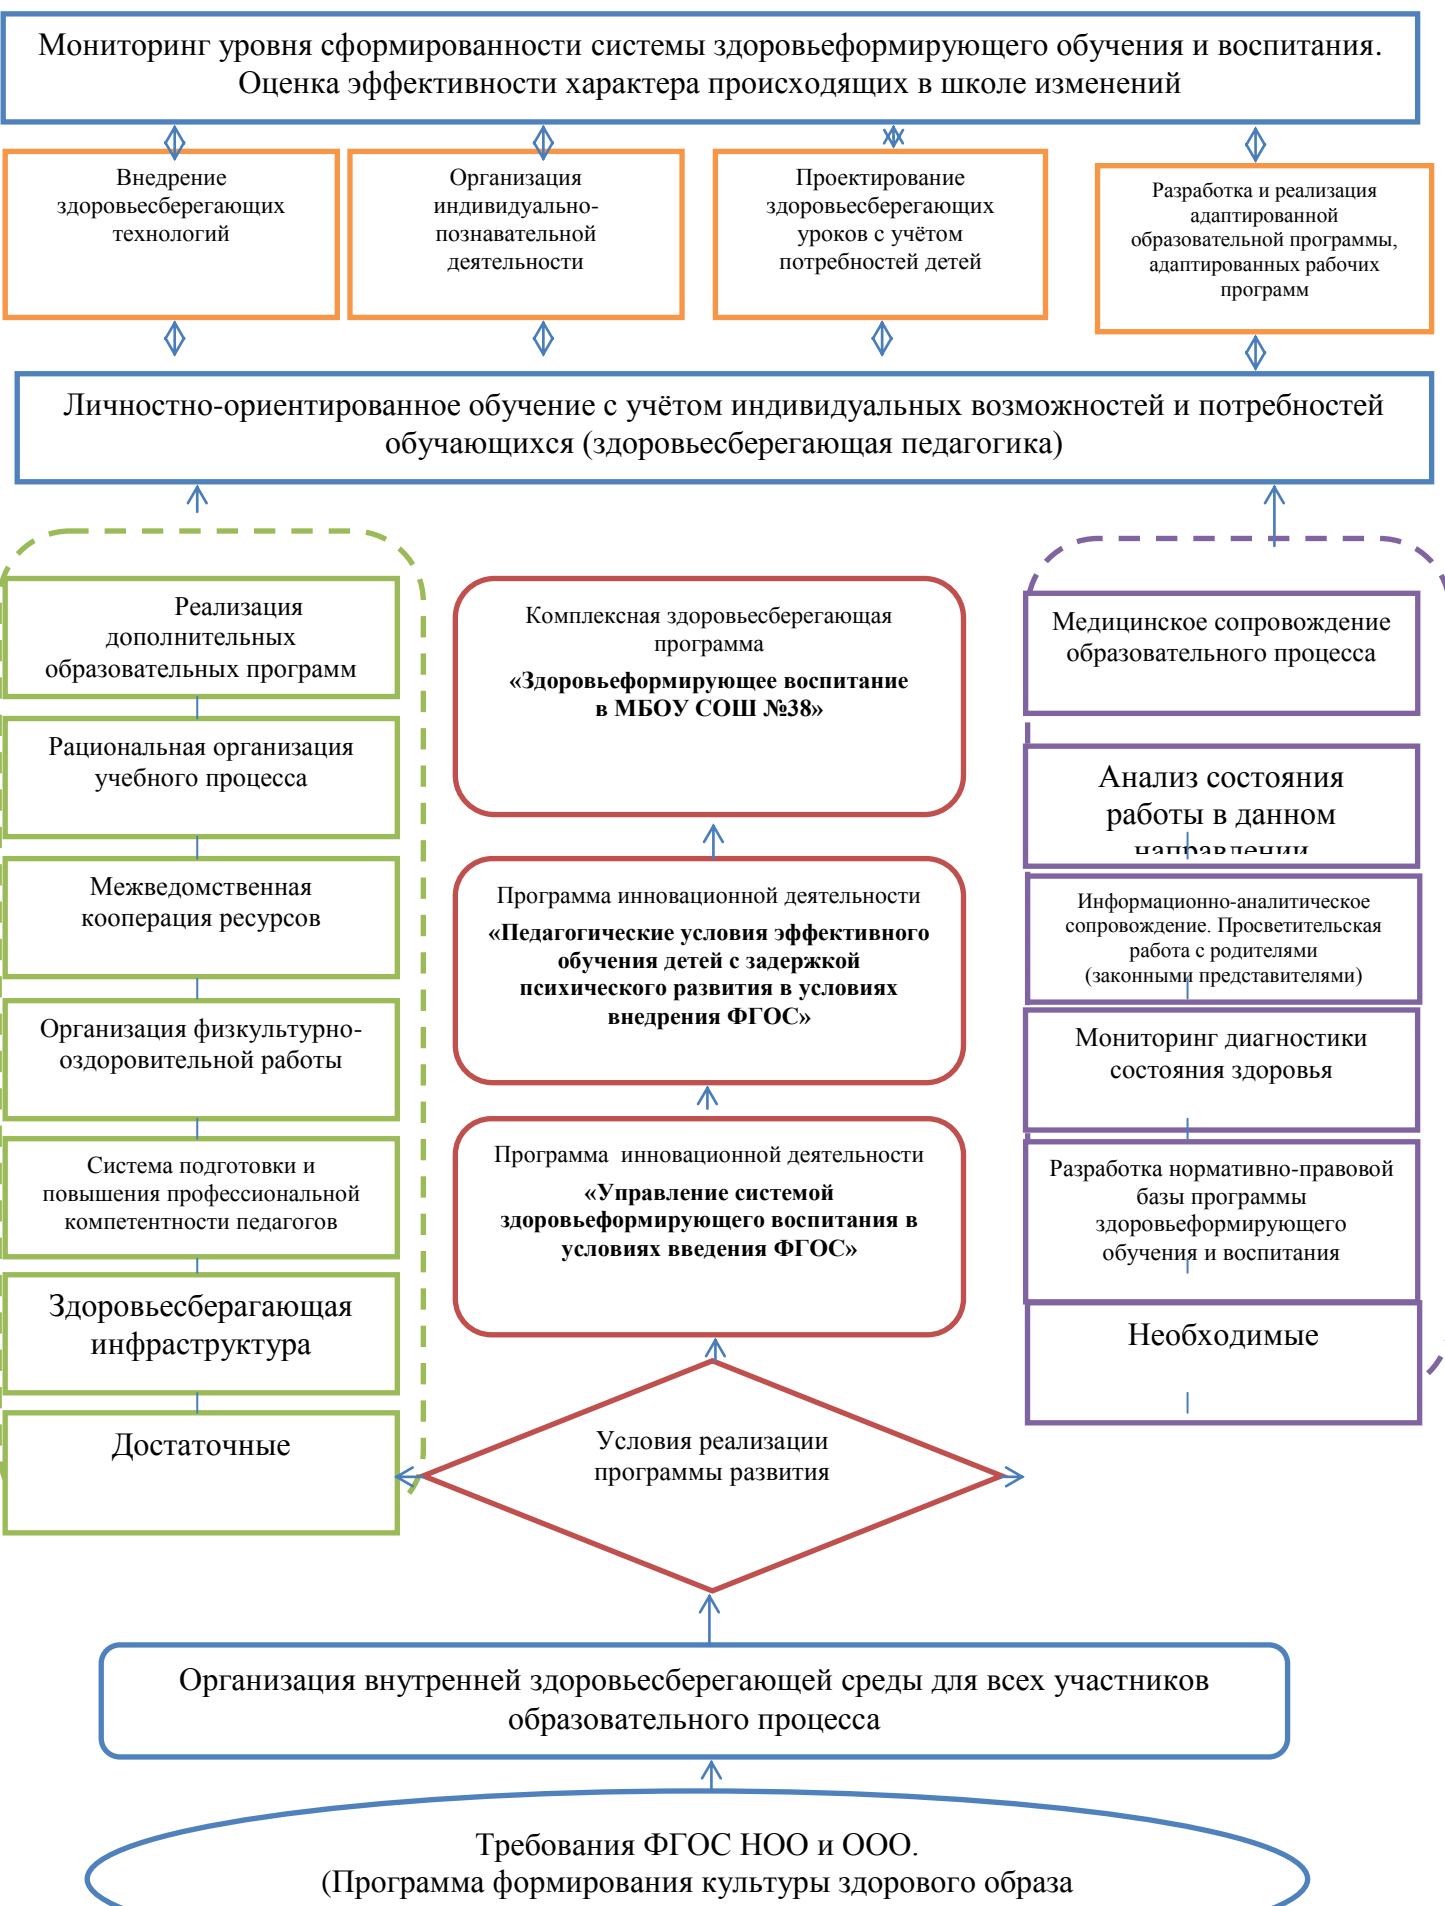 Мониторинг уровня сформированности системы здоровьеформирующего обучения и воспитания.
Оценка эффективности характера происходящих в школе изменений
Внедрение
здоровьесберегающих
технологий
Организация
индивидуально-
познавательной
деятельности
Проектирование
здоровьесберегающих
уроков с учётом
потребностей детей
Разработка и реализация
адаптированной
образовательной программы,
адаптированных рабочих
программ
Личностно-ориентированное обучение с учётом индивидуальных возможностей и потребностей
обучающихся (здоровьесберегающая педагогика)
Реализация
дополнительных
образовательных программ
Рациональная организация
учебного процесса
Межведомственная
кооперация ресурсов
Организация физкультурно-
оздоровительной работы
Система подготовки и
повышения профессиональной
компетентности педагогов
Здоровьесберагающая
инфраструктура
Достаточные
Комплексная здоровьесберегающая
программа
«Здоровьеформирующее воспитание
в МБОУ СОШ №38»
Программа инновационной деятельности
«Педагогические условия эффективного
обучения детей с задержкой
психического развития в условиях
внедрения ФГОС»
Программа  инновационной деятельности
«Управление системой
здоровьеформирующего воспитания в
условиях введения ФГОС»
Условия реализации
программы развития
Медицинское сопровождение
образовательного процесса
Анализ состояния
работы в данном
направлении
Информационно-аналитическое
сопровождение. Просветительская
работа с родителями
(законными представителями)
Мониторинг диагностики
состояния здоровья
Разработка нормативно-правовой
базы программы
здоровьеформирующего
обучения и воспитания
Необходимые
Организация внутренней здоровьесберегающей среды для всех участников
образовательного процесса
Требования ФГОС НОО и ООО.
(Программа формирования культуры здорового образа